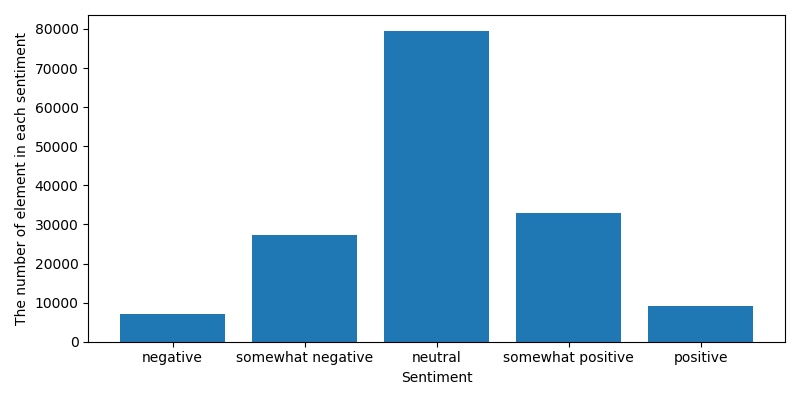 The number of element in each sentiment
80000
70000
60000
50000
40000
30000
20000
10000
0
negative
somewhat negative
neutral
somewhat positive
positive
Sentiment